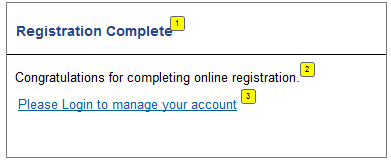 Registration Complete 1
Congratulations for completing online registration. 2
Please Login to manage your account 3